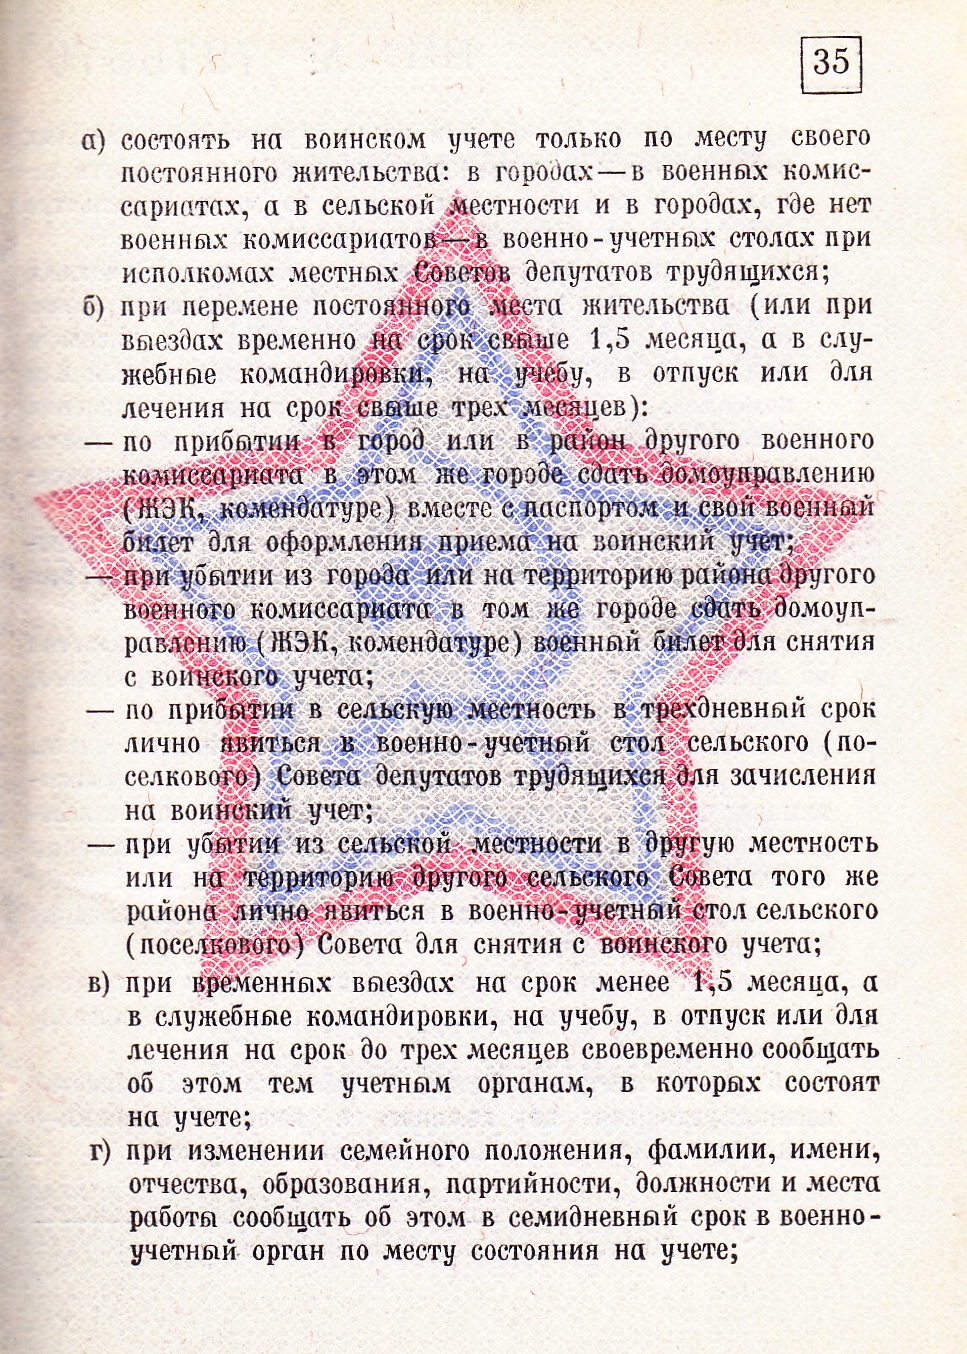 35
а) состоять на воинском учете только по месту своего
постоянного жительства: в городах — в военных комис-
сариатах, а в сельской местности и в городах, где нет
военных комиссариатов — в военно-учетных столах при
исполкомах местных Советов депутатов трудящихся;
б) при перемене постоянного места жительства (или при
выездах временно на срок свыше 1,5 месяца, а в слу-
жебные командировки, на учебу, в отпуск или для
лечения на срок свыше трех месяцев):
— по прибытии в город или в район другого военного
комиссариата в этом же городе сдать домоуправлению
(ЖЭК, комендатуре) вместе с паспортом и свой военный
билет для оформления приема на воинский учет;
— при убытии из города или на территорию района другого
военного комиссариата в том же городе сдать домоуп-
равлению (ЖЭК, комендатуре) военный билет для снятия
с воинского учета;
— по прибытии в сельскую местность в трехдневный срок
лично явиться в военно-учетный стол сельского (по-
селкового) Совета депутатов трудящихся для зачисления
на воинский учет;
— при убытии из сельской местности в другую местность
или на территорию другого сельского Совета того же
района лично явиться в военно-учетный стол сельского
(поселкового) Совета для снятия с воинского учета;
в) при временных выездах на срок менее 1,5 месяца, а
в служебные командировки, на учебу, в отпуск или для
лечения на срок до трех месяцев своевременно сообщать
об этом тем учетным органам, в которых состоят
на учете;
г) при изменении семейного положения, фамилии, имени,
отчества, образования, партийности, должности и места
работы сообщать об этом в семидневный срок в военно-
учетный орган по месту состояния на учете;